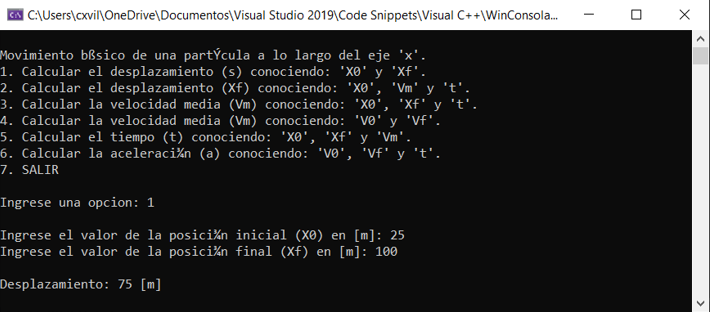 C:\Users\cxvil\OneDrive\Documentos\Visual Studio 2019\Code Snippets\Visual C++\WinConsola...
Movimiento bßsico de una partÝcula a lo largo del eje 'x'.
1. Calcular el desplazamiento (s) conociendo: 'X0' y 'Xf'.
2. Calcular el desplazamiento (Xf) conociendo: 'X0', 'Vm' y 't'.
3. Calcular la velocidad media (Vm) conociendo: 'X0', 'Xf' y 't'.
4. Calcular la velocidad media (Vm) conociendo: 'V0' y 'Vf'.
5. Calcular el tiempo (t) conociendo: 'X0', 'Xf' y 'Vm'.
6. Calcular la aceleraci¾n (a) conociendo: 'V0', 'Vf' y 't'.
7. SALIR
Ingrese una opcion: 1
Ingrese el valor de la posici¾n inicial (X0) en [m]: 25
Ingrese el valor de la posici¾n final (Xf) en [m]: 100
Desplazamiento: 75 [m]